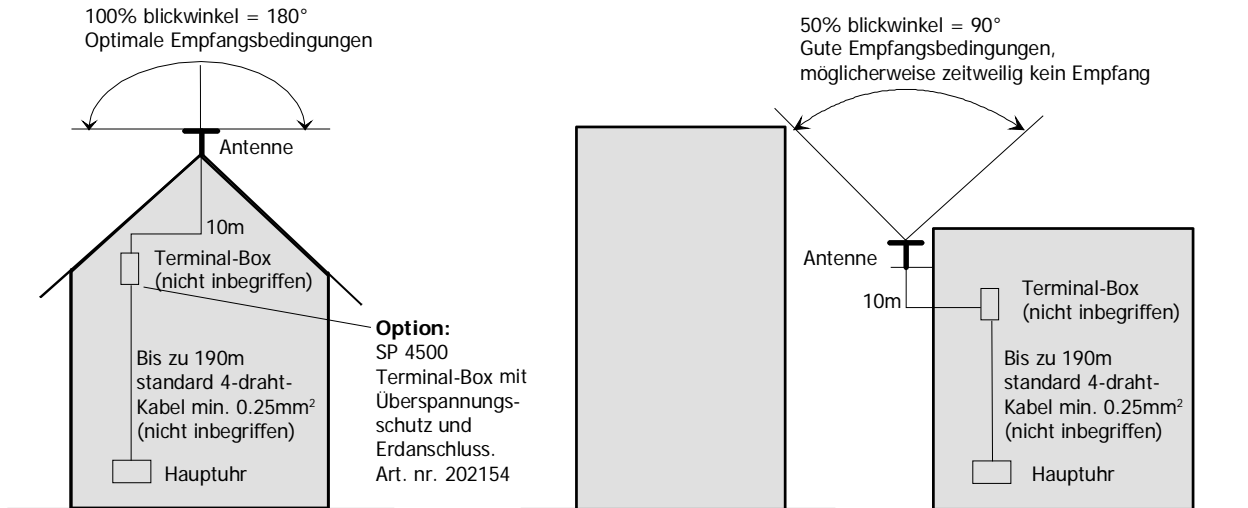 100% blickwinkel = 180°
Optimale Empfangsbedingungen
Antenne
10m
Terminal-Box
(nicht inbegriffen)
Option:
SP 4500
Terminal-Box mit
Überspannungs-
schutz und
Erdanschluss.
Art. nr. 202154
Bis zu 190m
standard 4-draht-
Kabel min. 0.25mm²
(nicht inbegriffen)
Hauptuhr
50% blickwinkel = 90°
Gute Empfangsbedingungen,
möglicherweise zeitweilig kein Empfang
Antenne
10m
Terminal-Box
(nicht inbegriffen)
Bis zu 190m
standard 4-draht-
Kabel min. 0.25mm²
(nicht inbegriffen)
Hauptuhr